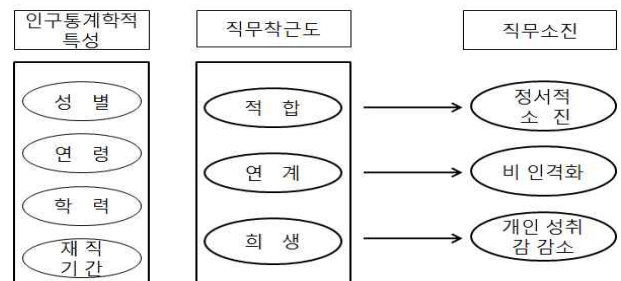 인구통계학적
특성
직무착근도
직무소진
성 별
연 령
학 력
재 직
기 간
적 합
연 계
희 생
정서적
소 진
비 인격화
개인 성취
감 감소